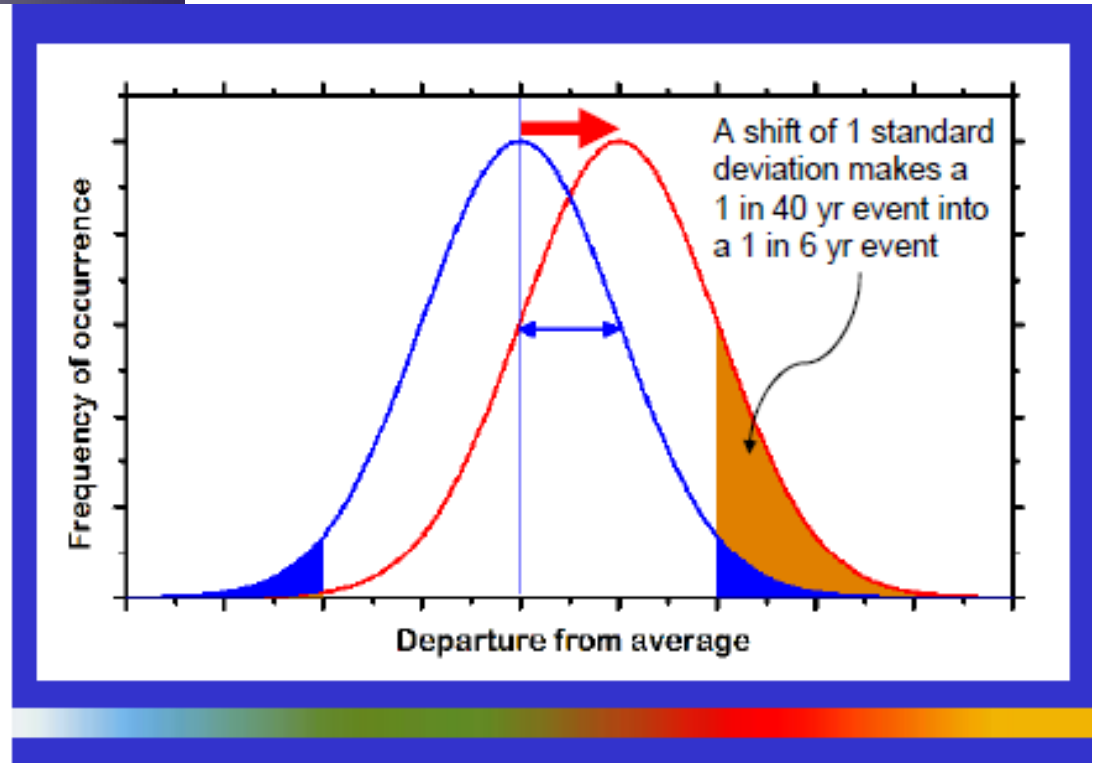 A shift of 1 standard
deviation makes a
1 in 40 yr event into
a 1 in 6 yr event
Frequency of occurrence
Departure from average